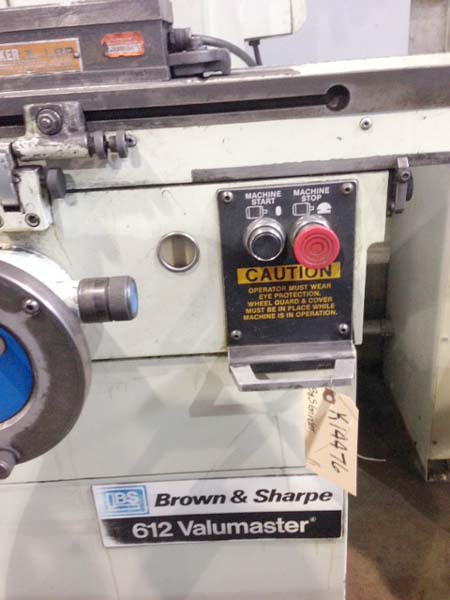 MACHINE START
MACHINE STOP
CAUTION
OPERATOR MUST WEAR
EYE PROTECTION.
WHEEL GUARD & COVER
MUST BE IN PLACE WHILE
MACHINE IS IN OPERATION.
K14476
BS
Brown & Sharpe
612 Valumaster®